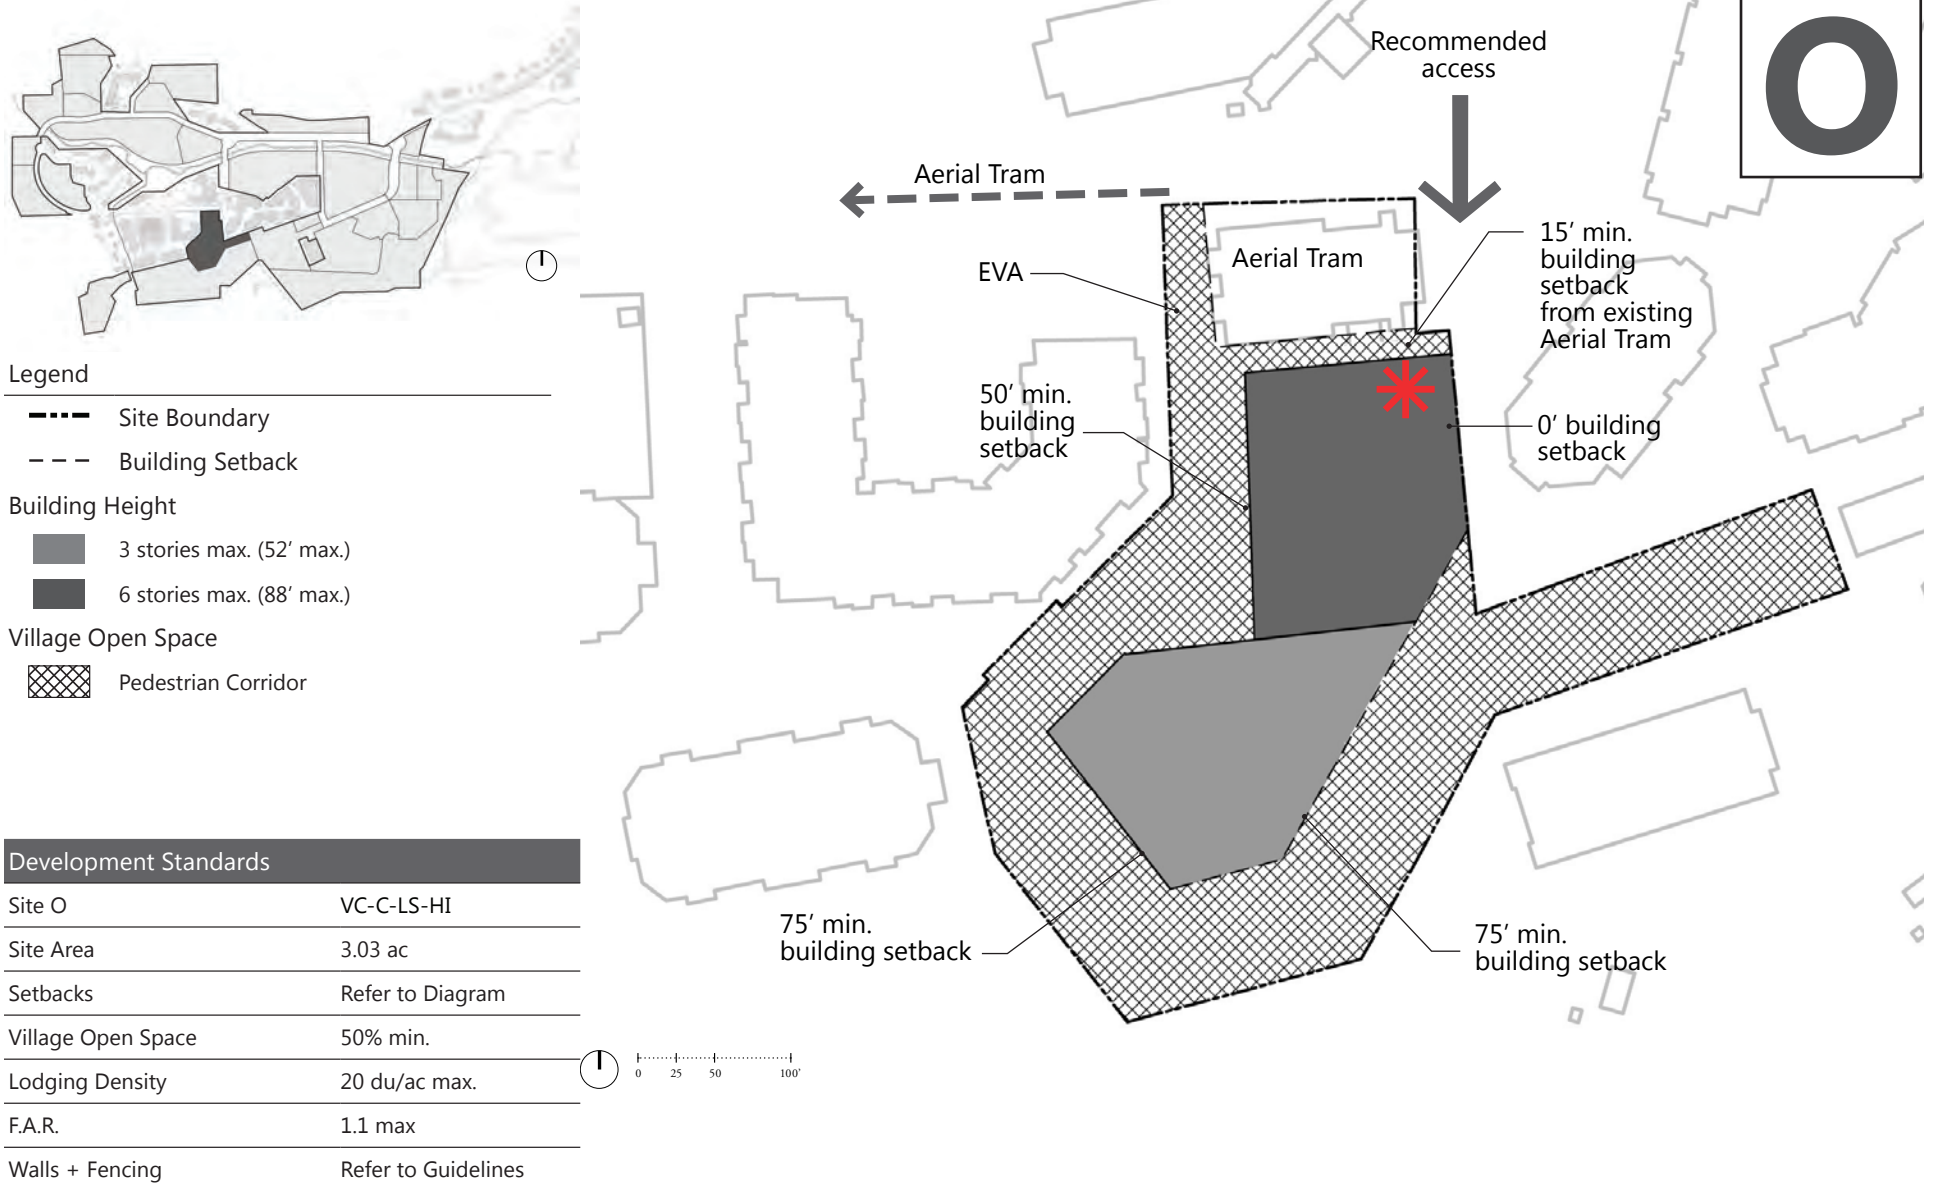 O
Recommended
access
Aerial Tram
Aerial Tram
EVA
15’ min.
building
setback
from existing
Aerial Tram
50’ min.
building
setback
0’ building
setback
75’ min.
building setback
75’ min.
building setback
0 25 50 100’
Legend
Site Boundary
Building Setback
Building Height
3 stories max. (52’ max.)
6 stories max. (88’ max.)
Village Open Space
Pedestrian Corridor
Development Standards
Site O VC-C-LS-HI
Site Area 3.03 ac
Setbacks Refer to Diagram
Village Open Space 50% min.
Lodging Density 20 du/ac max.
F.A.R. 1.1 max
Walls + Fencing Refer to Guidelines